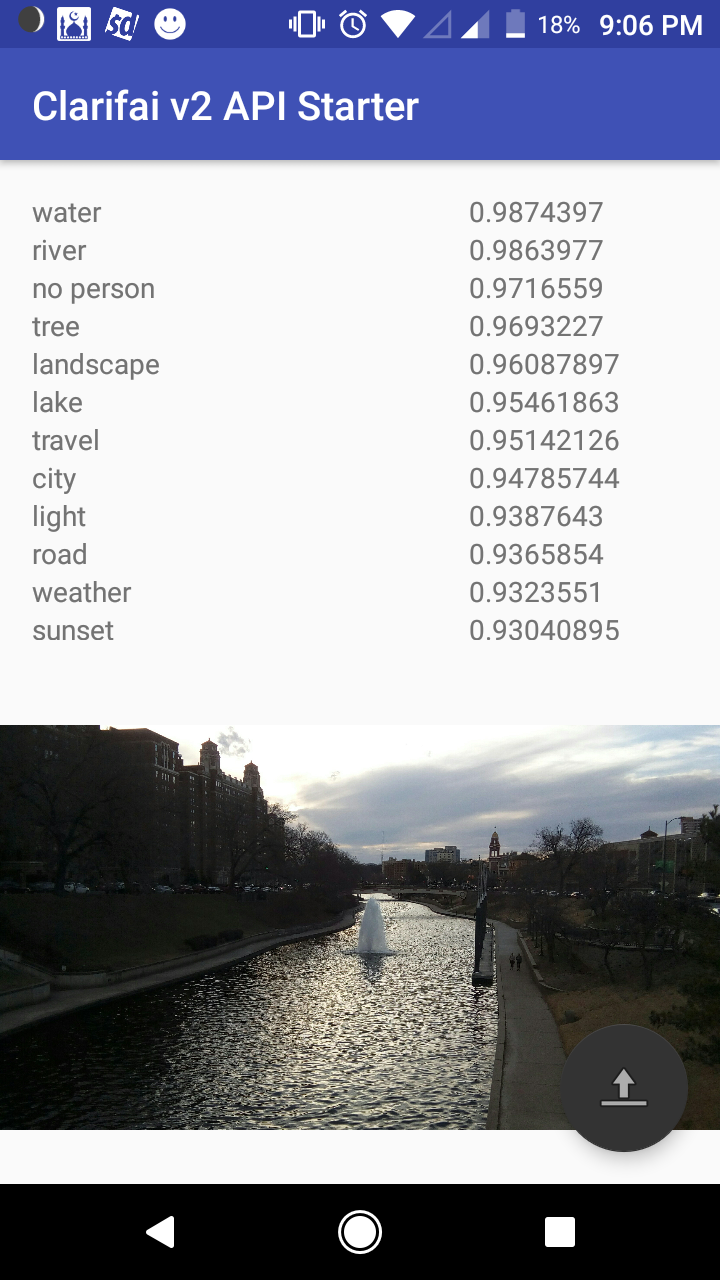 sd 18% 9:06 PM
Clarifai v2 API Starter
water 0.9874397
river 0.9863977
no person 0.9716559
tree 0.9693227
landscape 0.96087897
lake 0.95461863
travel 0.95142126
city 0.94785744
light 0.9387643
road 0.9365854
weather 0.9323551
sunset 0.93040895